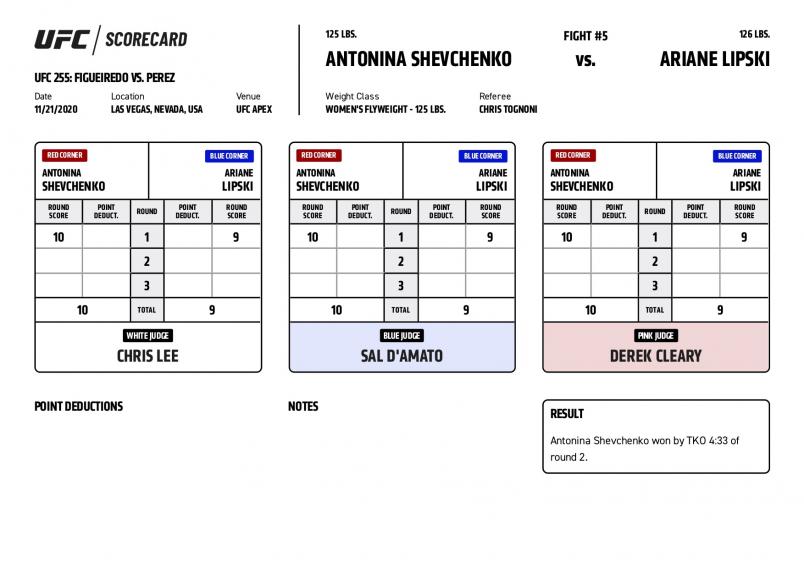 UFC / SCORECARD
UFC 255: FIGUEIREDO VS. PEREZ
Date Location Venue
11/21/2020 LAS VEGAS, NEVADA, USA UFC APEX
125 LBS. FIGHT #5 126 LBS.
ANTONINA SHEVCHENKO VS. ARIANE LIPSKI
Weight Class Referee
WOMEN'S FLYWEIGHT - 125 LBS. CHRIS TOGNONI
RED CORNER BLUE CORNER
ANTONINA ARIANE
SHEVCHENKO LIPSKI
ROUND SCORE POINT DEDUCT. ROUND POINT DEDUCT. ROUND SCORE
10 1 9
2
3
10 TOTAL 9
WHITE JUDGE
CHRIS LEE
RED CORNER BLUE CORNER
ANTONINA ARIANE
SHEVCHENKO LIPSKI
ROUND SCORE POINT DEDUCT. ROUND POINT DEDUCT. ROUND SCORE
10 1 9
2
3
10 TOTAL 9
BLUE JUDGE
SAL D'AMATO
RED CORNER BLUE CORNER
ANTONINA ARIANE
SHEVCHENKO LIPSKI
ROUND SCORE POINT DEDUCT. ROUND POINT DEDUCT. ROUND SCORE
10 1 9
2
3
10 TOTAL 9
PINK JUDGE
DEREK CLEARY
POINT DEDUCTIONS
NOTES
RESULT
Antonina Shevchenko won by TKO 4:33 of
round 2.